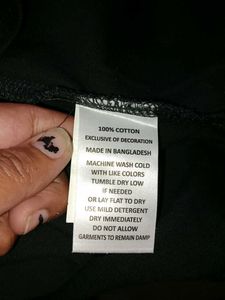 100% COTTON
EXCLUSIVE OF DECORATION
MADE IN BANGLADESH
MACHINE WASH COLD
WITH LIKE COLORS
TUMBLE DRY LOW
IF NEEDED
OR LAY FLAT TO DRY
USE MILD DETERGENT
DRY IMMEDIATELY
DO NOT ALLOW
GARMENTS TO REMAIN DAMP